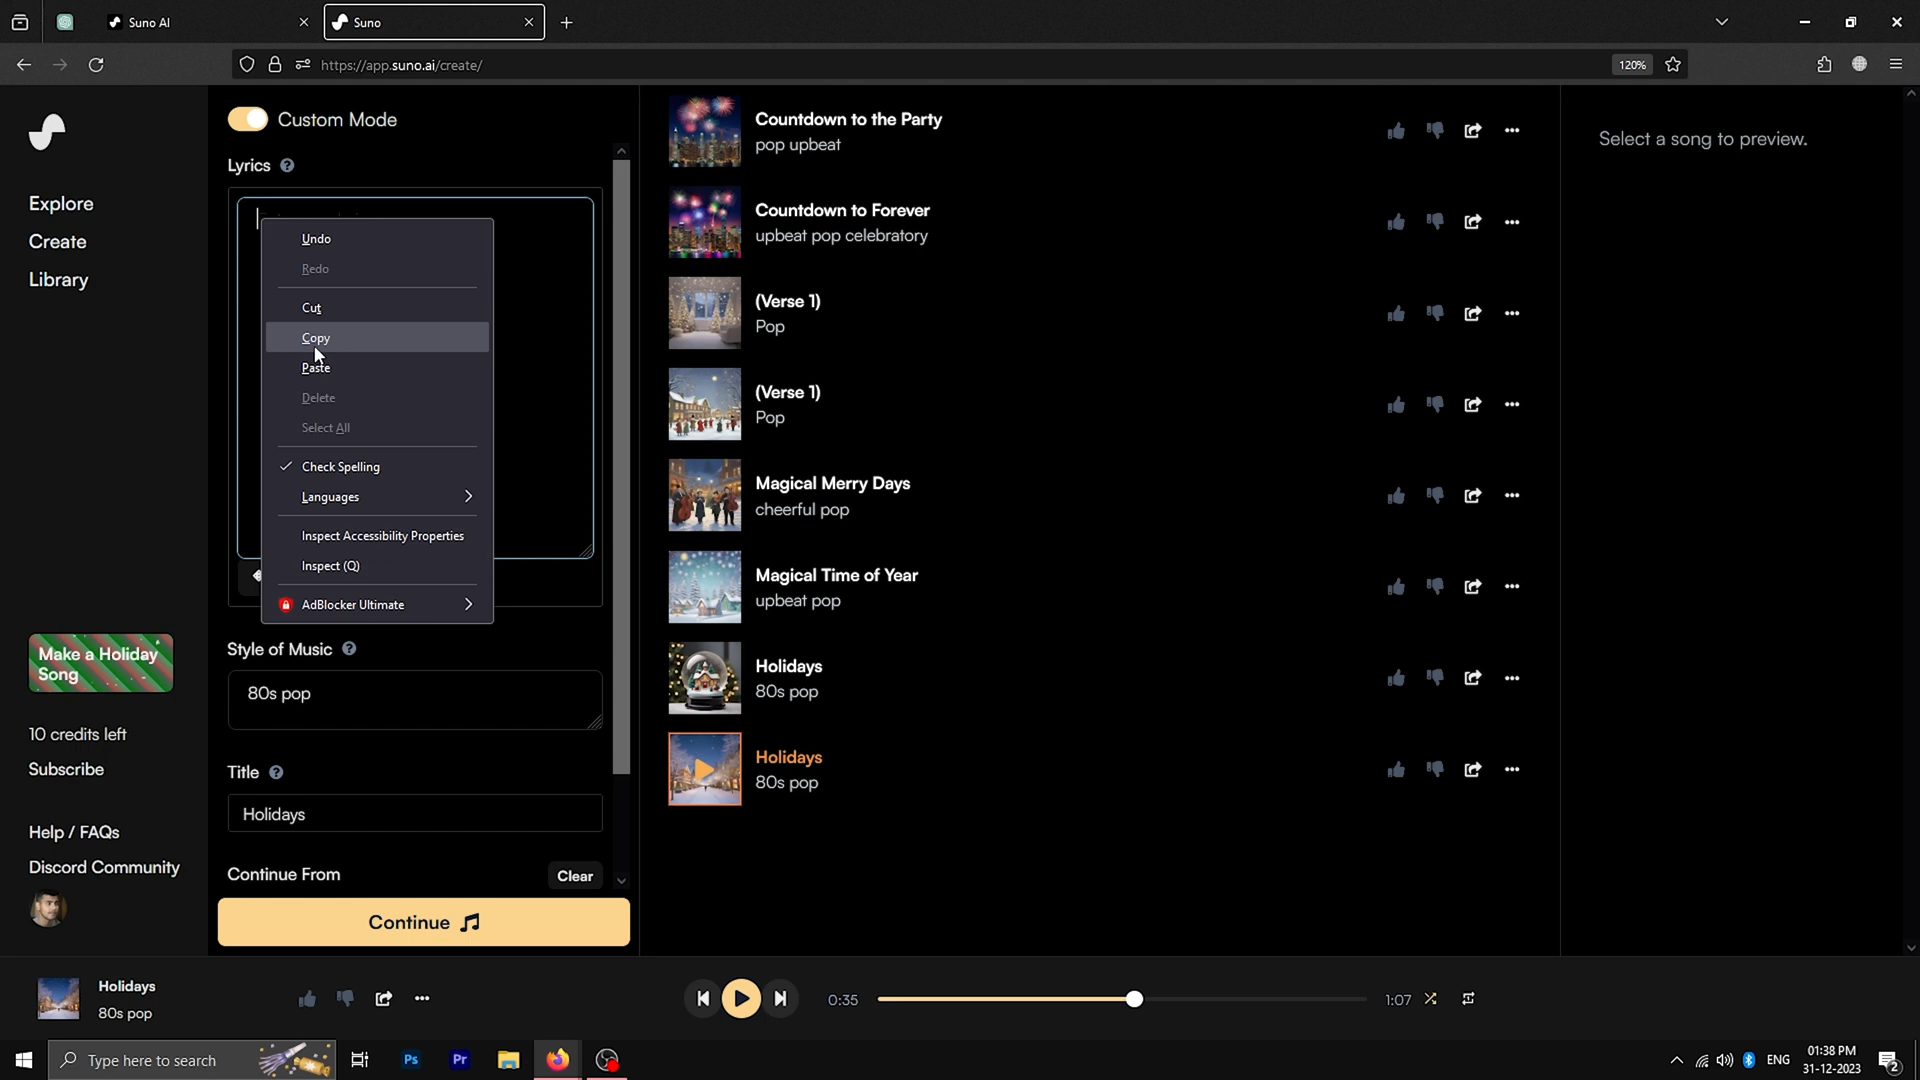 Suno AI
Suno
https://app.suno.ai/create/
120%
Custom Mode
Lyrics
Undo
Redo
Cut
Copy
Paste
Delete
Select All
Check Spelling
Languages
Inspect Accessibility Properties
Inspect (Q)
AdBlocker Ultimate
Explore
Create
Library
Make a Holiday
Song
10 credits left
Subscribe
Help / FAQs
Discord Community
Style of Music
80s pop
Title
Holidays
Continue From
Clear
Continue
Countdown to the Party
pop upbeat
Countdown to Forever
upbeat pop celebratory
(Verse 1)
Pop
(Verse 1)
Pop
Magical Merry Days
cheerful pop
Magical Time of Year
upbeat pop
Holidays
80s pop
Holidays
80s pop
Select a song to preview.
Holidays
80s pop
0:35
1:07
Type here to search
Ps
Pr
ENG
01:38 PM
31-12-2023
2